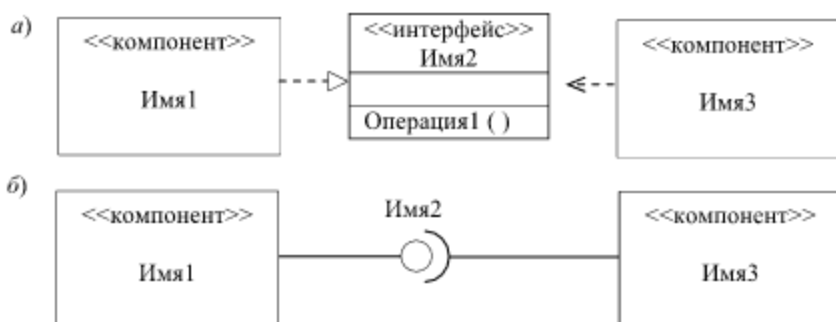 а)
<<компонент>>
Имя1
<<интерфейс>>
Имя2
Операция1 ( )
<<компонент>>
Имя3
б)
<<компонент>>
Имя1
Имя2
<<компонент>>
Имя3